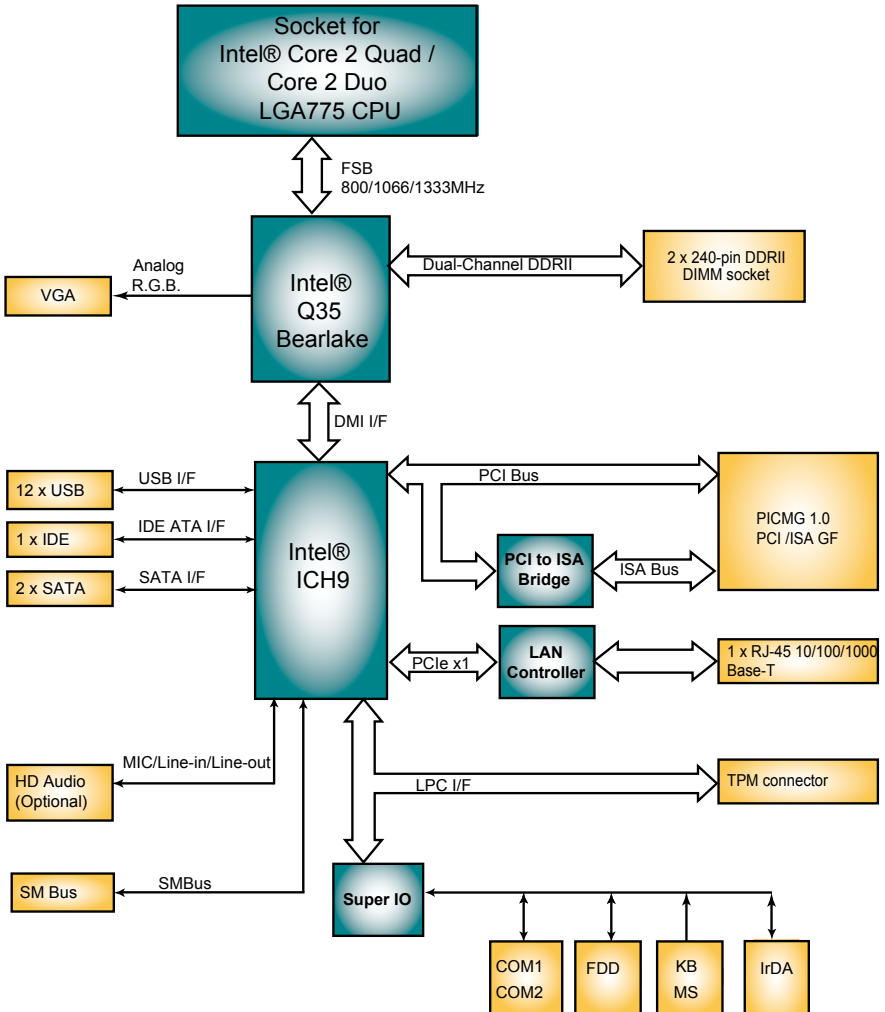 Socket for
Intel® Core 2 Quad /
Core 2 Duo
LGA775 CPU
FSB
800/1066/1333MHz
Analog
R.G.B.
VGA
Intel®
Q35
Bearlake
Dual-Channel DDRII
2 x 240-pin DDRII
DIMM socket
DMI I/F
12 x USB
USB I/F
1 x IDE
IDE ATA I/F
2 x SATA
SATA I/F
Intel®
ICH9
PCI Bus
PCI to ISA
Bridge
ISA Bus
PICMG 1.0
PCI /ISA GF
PCIe x1
LAN
Controller
1 x RJ-45 10/100/1000
Base-T
MIC/Line-in/Line-out
HD Audio
(Optional)
LPC I/F
TPM connector
SM Bus
SMBus
Super IO
COM1
COM2
FDD
KB
MS
IrDA